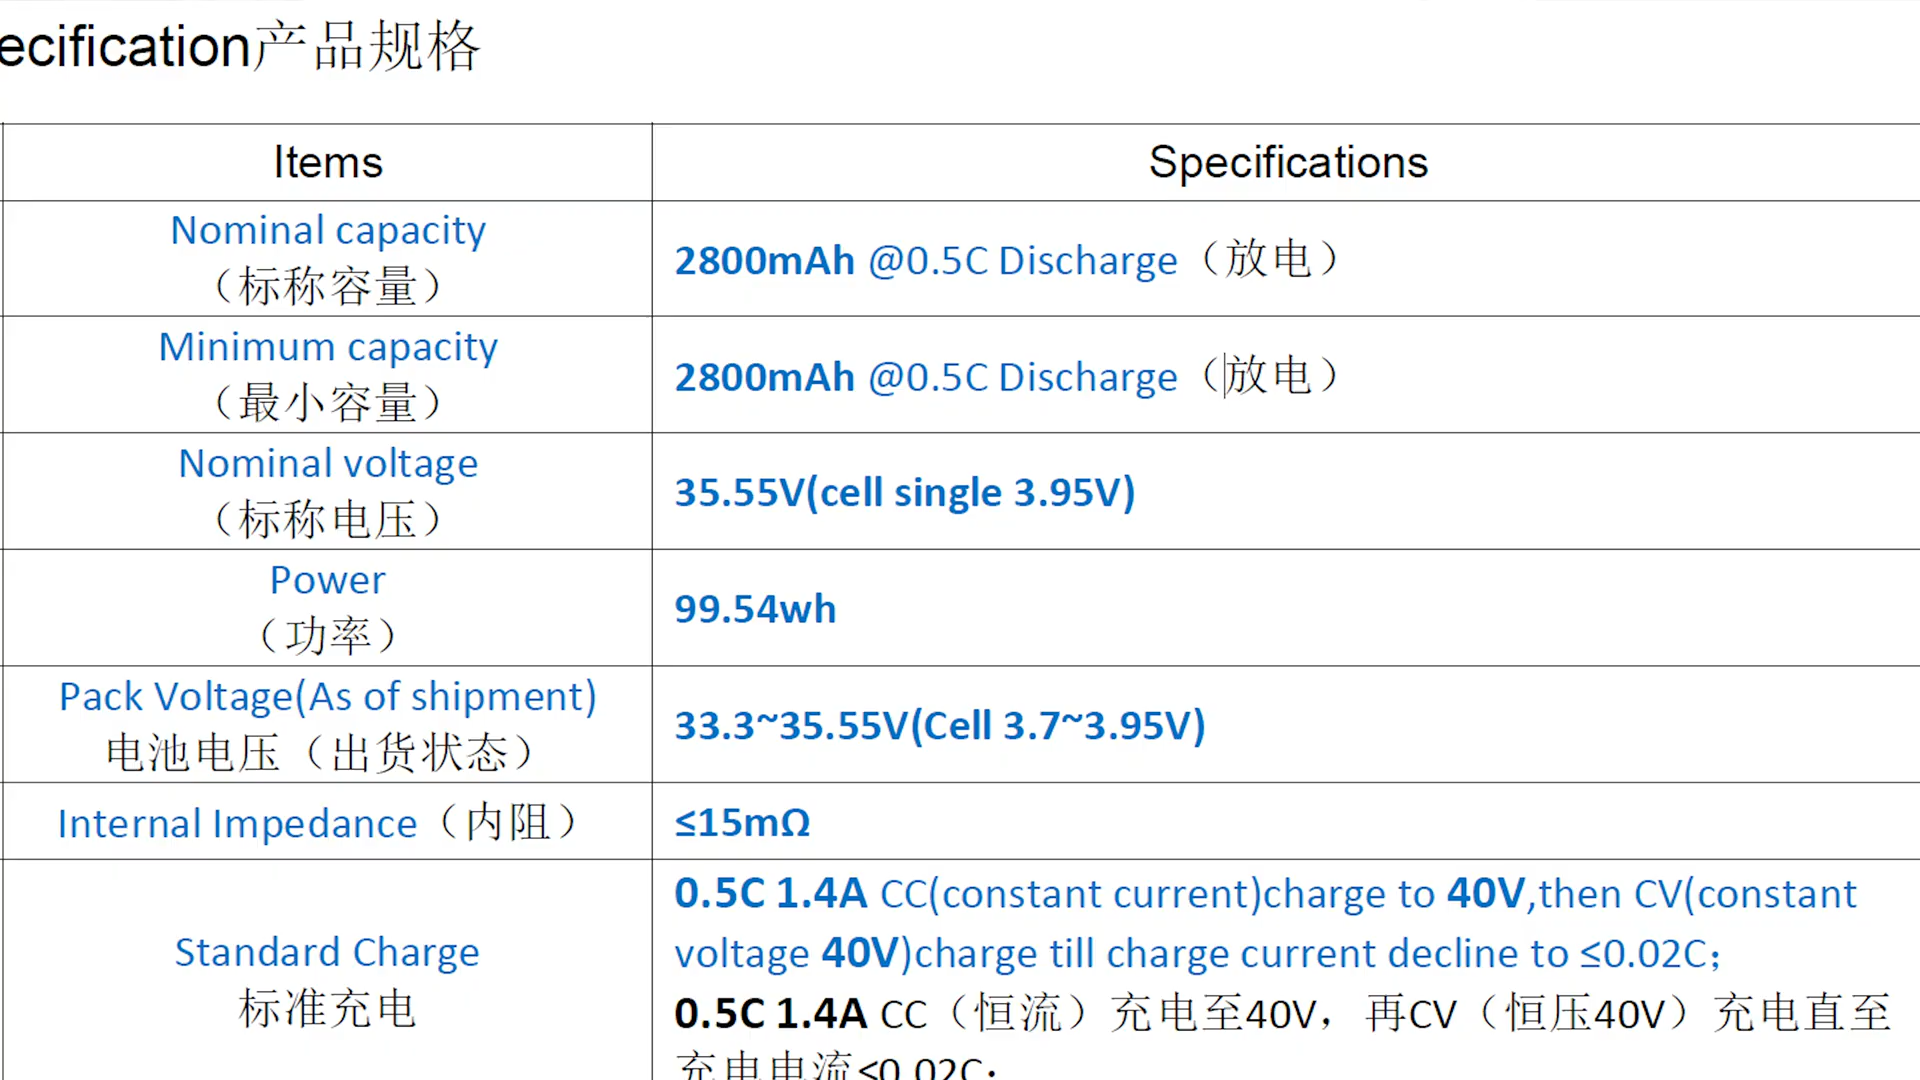 ecification产品规格
Items
Specifications
Nominal capacity
（标称容量）
2800mAh @0.5C Discharge（放电）
Minimum capacity
（最小容量）
2800mAh @0.5C Discharge（放电）
Nominal voltage
（标称电压）
35.55V(cell single 3.95V)
Power
（功率）
99.54wh
Pack Voltage(As of shipment)
电池电压（出货状态）
33.3~35.55V(Cell 3.7~3.95V)
Internal Impedance（内阻）
≤15mΩ
Standard Charge
标准充电
0.5C 1.4A CC(constant current)charge to 40V,then CV(constant
voltage 40V)charge till charge current decline to ≤0.02C；
0.5C 1.4A CC（恒流）充电至40V，再CV（恒压40V）充电直至
充电电流≤0.02C；